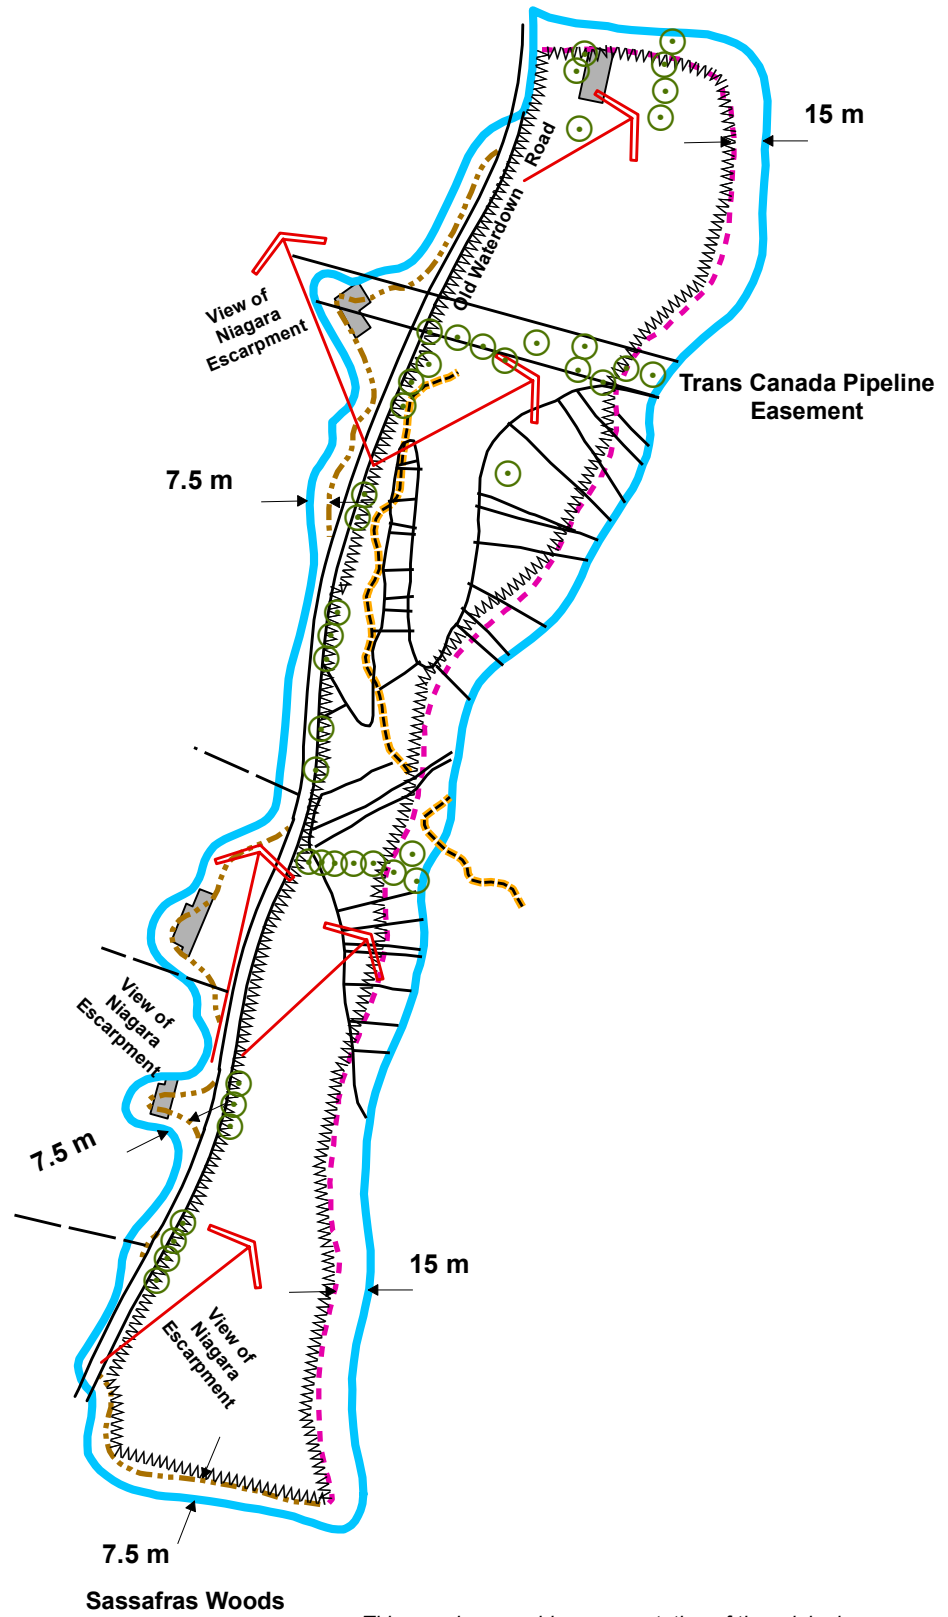 15 m
Old Waterdown Road
View of
Niagara
Escarpment
Trans Canada Pipeline
Easement
7.5 m
View of
Niagara
Escarpment
7.5 m
15 m
View of
Niagara
Escarpment
7.5 m
Sassafras Woods